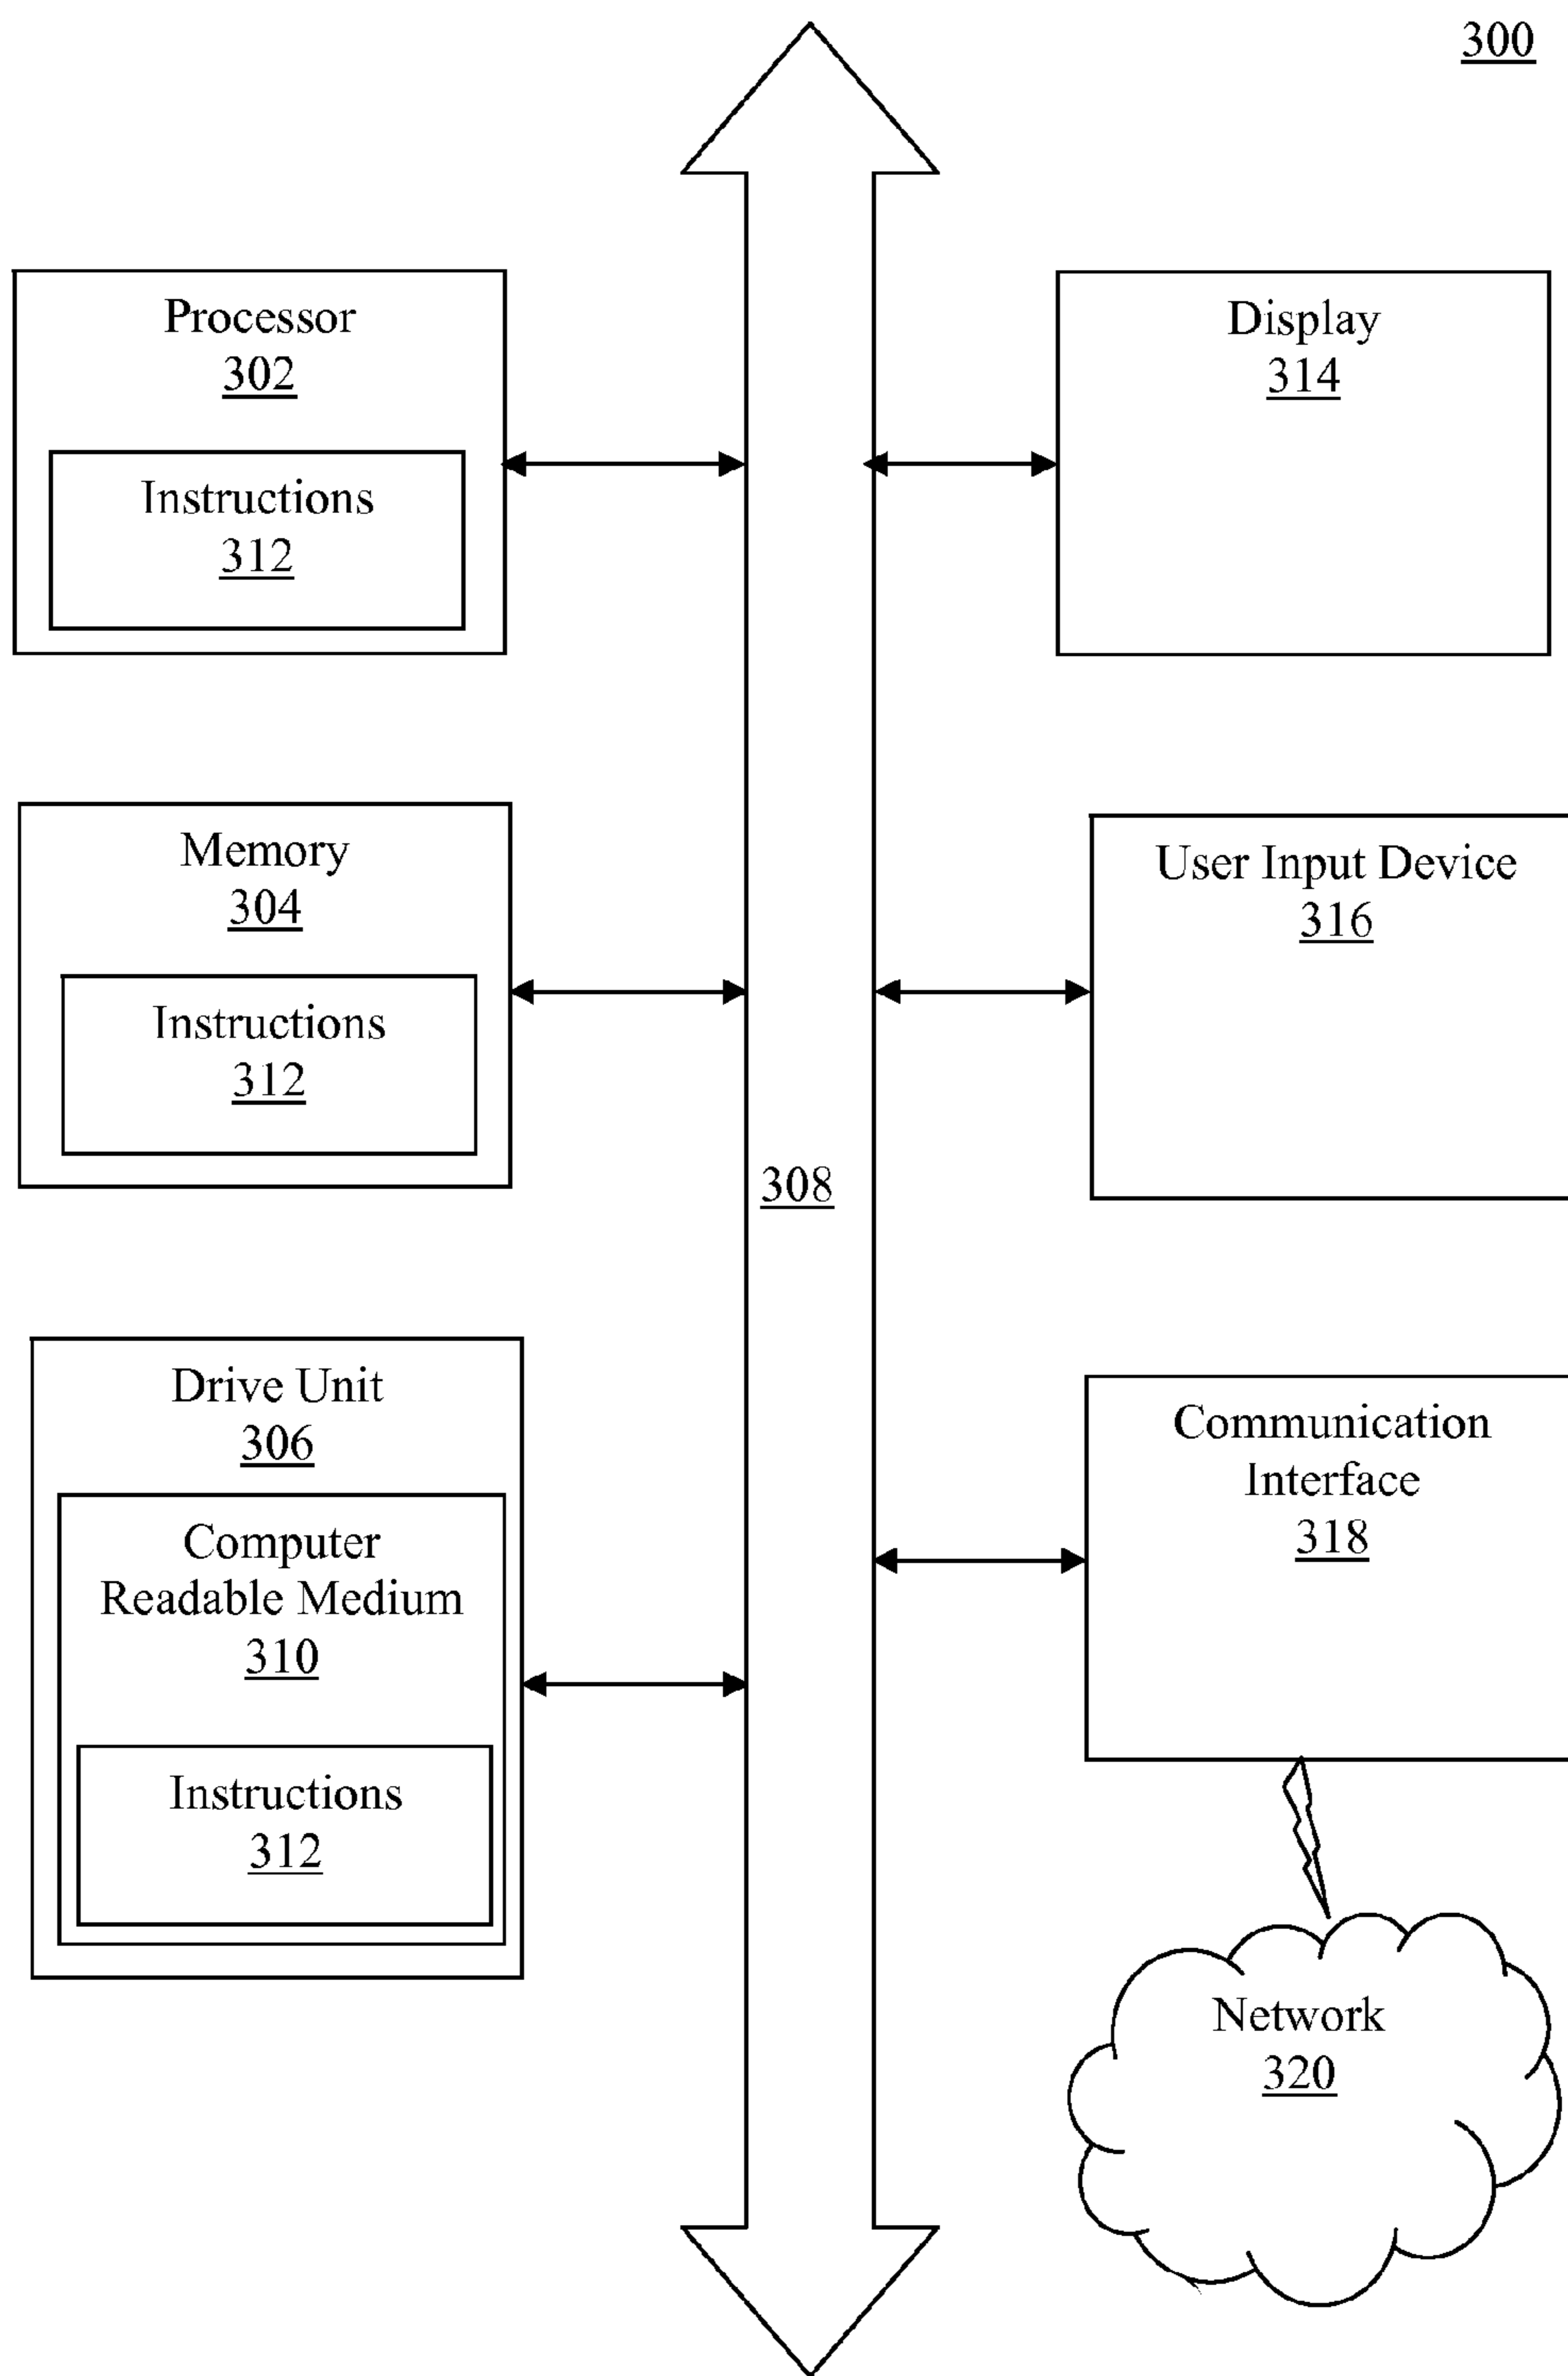 300
Processor
302
Instructions
312
Display
314
Memory
304
Instructions
312
User Input Device
316
308
Drive Unit
306
Computer
Readable Medium
310
Instructions
312
Communication
Interface
318
Network
320